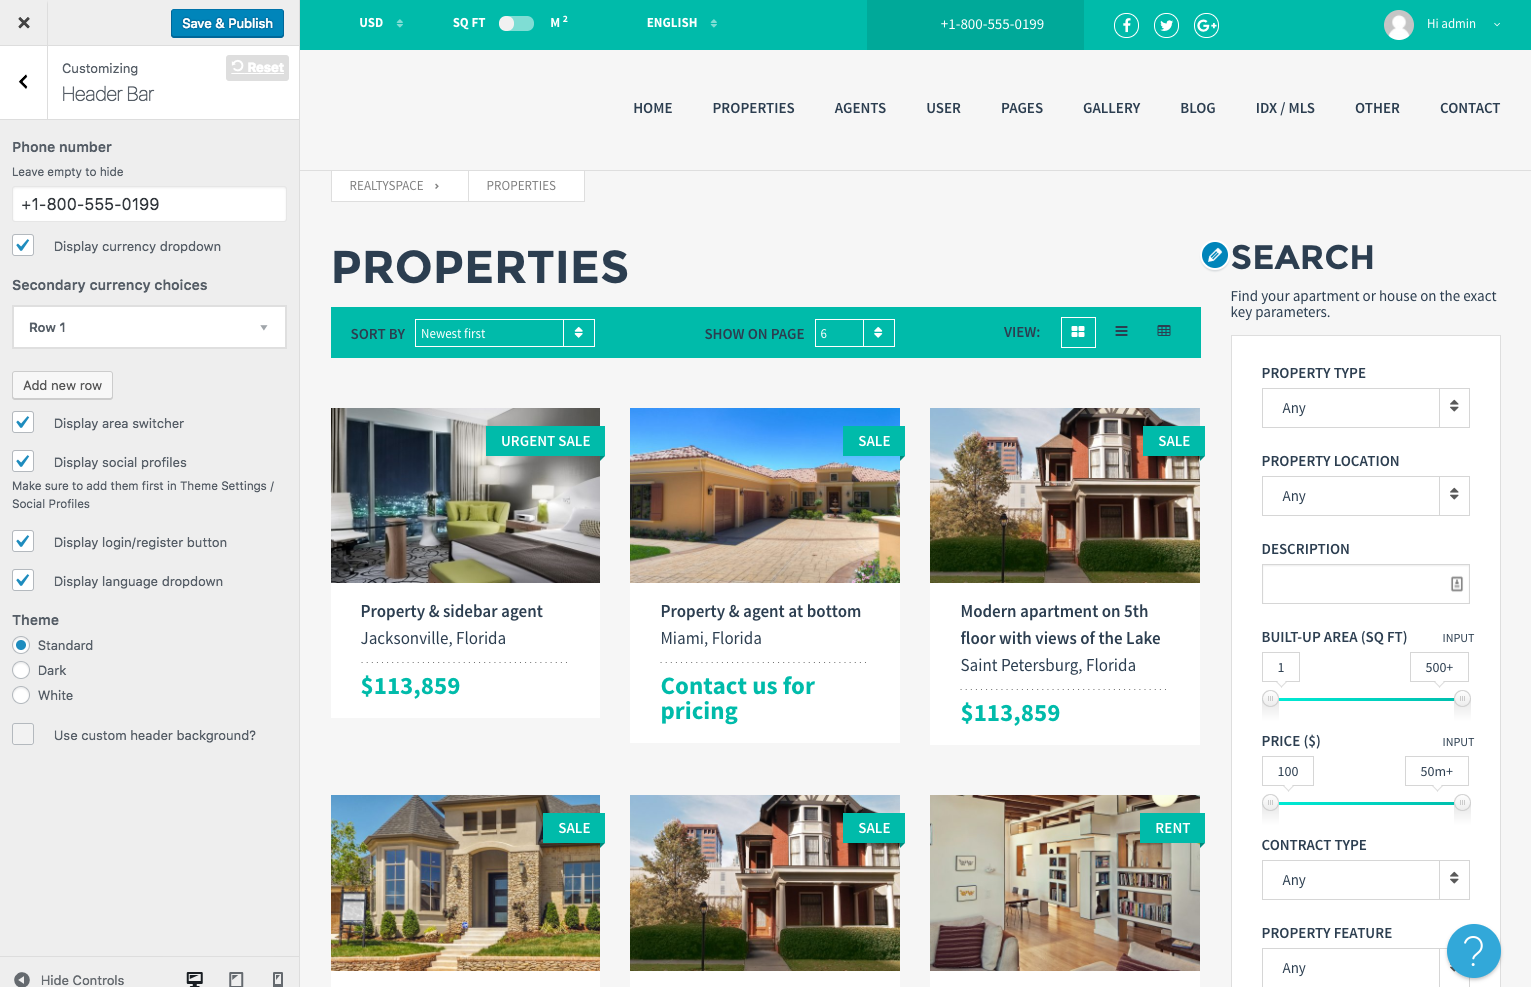 Save & Publish
Customizing
Reset
Header Bar
Phone number
Leave empty to hide
+1-800-555-0199
Display currency dropdown
Secondary currency choices
Row 1
Add new row
Display area switcher
Display social profiles
Make sure to add them first in Theme Settings /
Social Profiles
Display login/register button
Display language dropdown
Theme
Standard
Dark
White
Use custom header background?
Hide Controls
USD
SQ FT
M 2
ENGLISH
+1-800-555-0199
Hi admin
HOME
PROPERTIES
AGENTS
USER
PAGES
GALLERY
BLOG
IDX / MLS
OTHER
CONTACT
REALTYSPACE
PROPERTIES
PROPERTIES
SORT BY
Newest first
SHOW ON PAGE
6
VIEW:
URGENT SALE
Property & sidebar agent
Jacksonville, Florida
$113,859
SALE
Property & agent at bottom
Miami, Florida
Contact us for
pricing
SALE
Modern apartment on 5th
floor with views of the Lake
Saint Petersburg, Florida
$113,859
SALE
SALE
RENT
SEARCH
Find your apartment or house on the exact
key parameters.
PROPERTY TYPE
Any
PROPERTY LOCATION
Any
DESCRIPTION
BUILT-UP AREA (SQ FT)
INPUT
1
500+
PRICE ($)
INPUT
100
50m+
CONTRACT TYPE
Any
PROPERTY FEATURE
Any
?